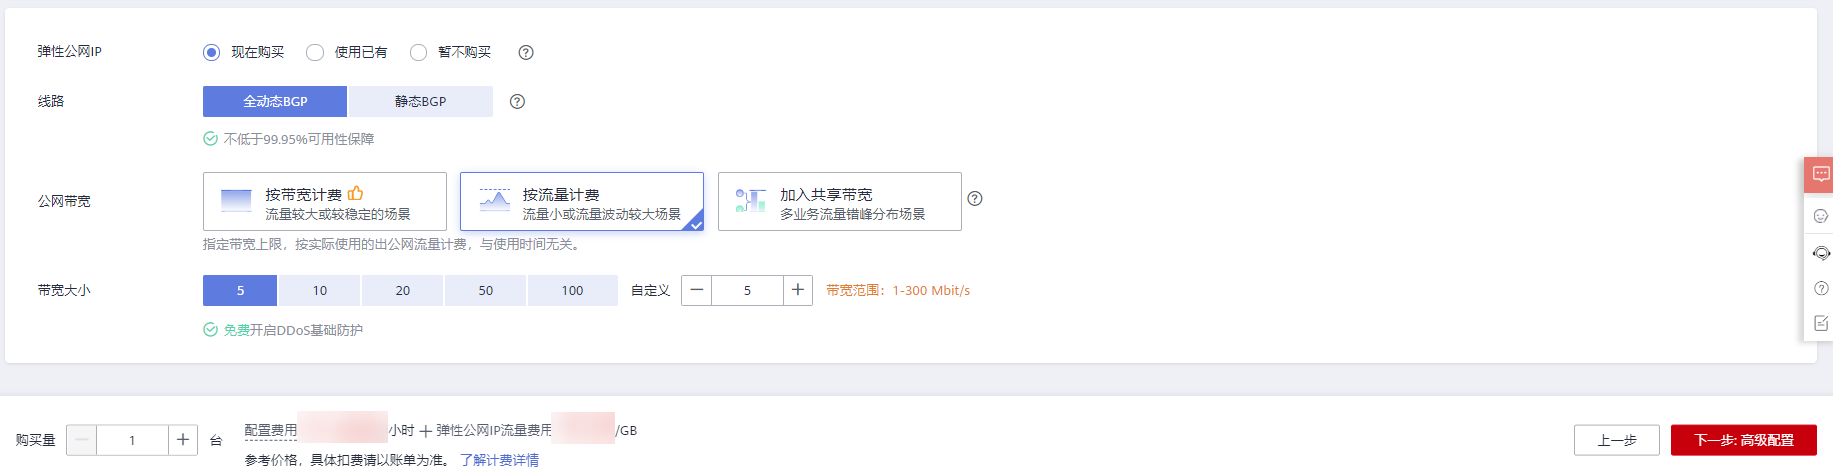 弹性公网IP 现在购买 使用已有 暂不购买
线路 全动态BGP 静态BGP
不低于99.95%可用性保障
公网带宽 按带宽计费 按流量计费 加入共享带宽
流量较大或较稳定的场景 流量小或流量波动较大场景 多业务流量错峰分布场景
指定带宽上限，按实际使用的出公网流量计费，与使用时间无关。
带宽大小 5 10 20 50 100 自定义 5 带宽范围：1-300 Mbit/s
免费开启DDoS基础防护
购买量 1 台 配置费用 小时 + 弹性公网IP流量费用 /GB 上一步 下一步: 高级配置
参考价格，具体扣费请以账单为准。 了解计费详情